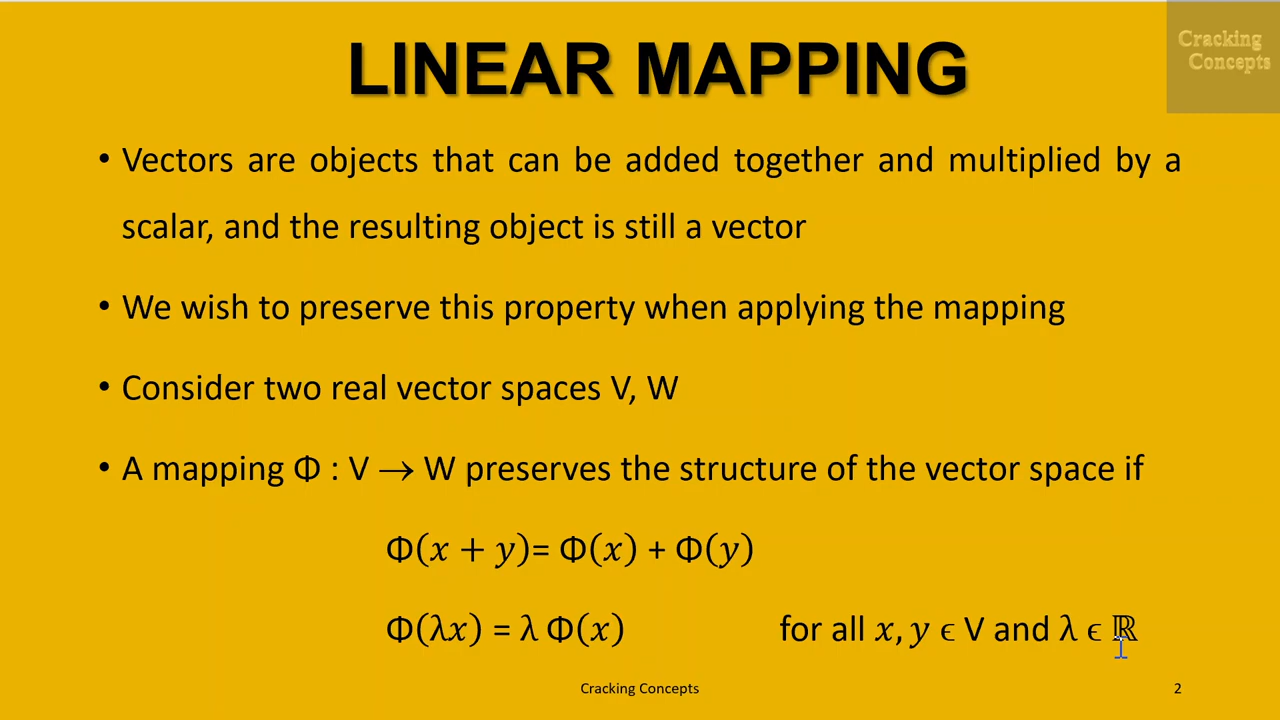 LINEAR MAPPING
Cracking
Concepts
• Vectors are objects that can be added together and multiplied by a
scalar, and the resulting object is still a vector
• We wish to preserve this property when applying the mapping
• Consider two real vector spaces V, W
• A mapping Φ : V → W preserves the structure of the vector space if
Φ(𝑥 + 𝑦)= Φ(𝑥) + Φ(𝑦)
Φ(λ𝑥) = λ Φ(𝑥) for all 𝑥, 𝑦 ϵ V and λ ϵ ℝ
Cracking Concepts 2